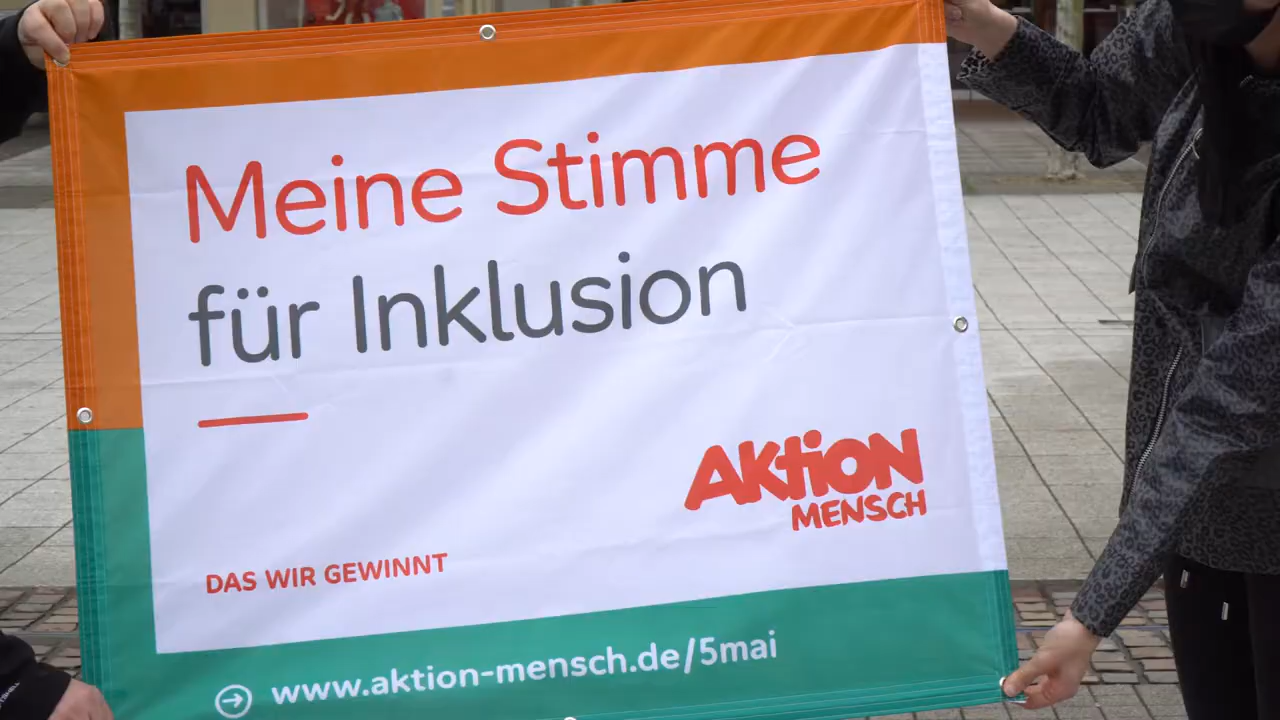 Meine Stimme
für Inklusion
AKTION
MENSCH
DAS WIR GEWINNT
www.aktion-mensch.de/5mai